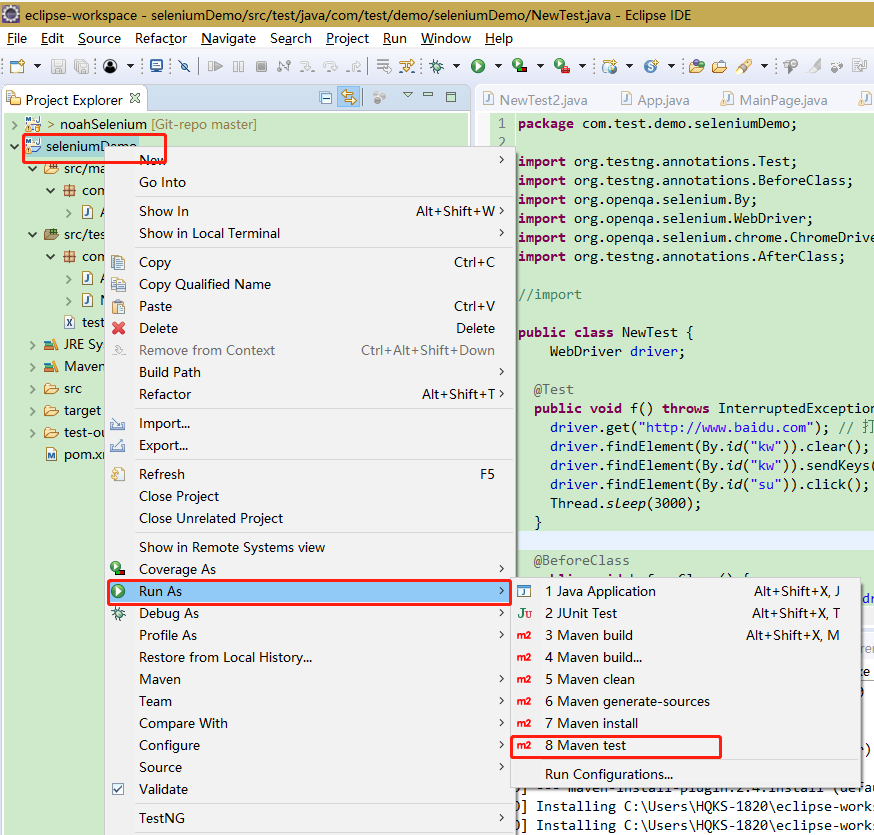 eclipse-workspace - seleniumDemo/src/test/java/com/test/demo/seleniumDemo/NewTest.java - Eclipse IDE
File Edit Source Refactor Navigate Search Project Run Window Help
Project Explorer
> noahSelenium [Git-repo master]
seleniumDemo
src/ma
com
src/tes
com
test
JRE Sy
Maven
src
target
test-ou
pom.x
New
Go Into
Show In Alt+Shift+W
Show in Local Terminal
Copy Ctrl+C
Copy Qualified Name
Paste Ctrl+V
Delete Delete
Remove from Context Ctrl+Alt+Shift+Down
Build Path
Refactor Alt+Shift+T
Import...
Export...
Refresh F5
Close Project
Close Unrelated Project
Show in Remote Systems view
Coverage As
Run As
Debug As
Profile As
Restore from Local History...
Maven
Team
Compare With
Configure
Source
Validate
TestNG
1 Java Application Alt+Shift+X, J
2 JUnit Test Alt+Shift+X, T
3 Maven build Alt+Shift+X, M
4 Maven build...
5 Maven clean
6 Maven generate-sources
7 Maven install
8 Maven test
Run Configurations...
NewTest2.java App.java MainPage.java
1 package com.test.demo.seleniumDemo;
2
import org.testng.annotations.Test;
import org.testng.annotations.BeforeClass;
import org.openqa.selenium.By;
import org.openqa.selenium.WebDriver;
import org.openqa.selenium.chrome.ChromeDrive
import org.testng.annotations.AfterClass;
//import
public class NewTest {
WebDriver driver;
@Test
public void f() throws InterruptedException
driver.get("http://www.baidu.com"); // 打
driver.findElement(By.id("kw")).clear();
driver.findElement(By.id("kw")).sendKeys(
driver.findElement(By.id("su")).click();
Thread.sleep(3000);
}
@BeforeClass
] Installing C:\Users\HQKS-1820\eclipse-works
] Installing C:\Users\HQKS-1820\eclipse-works